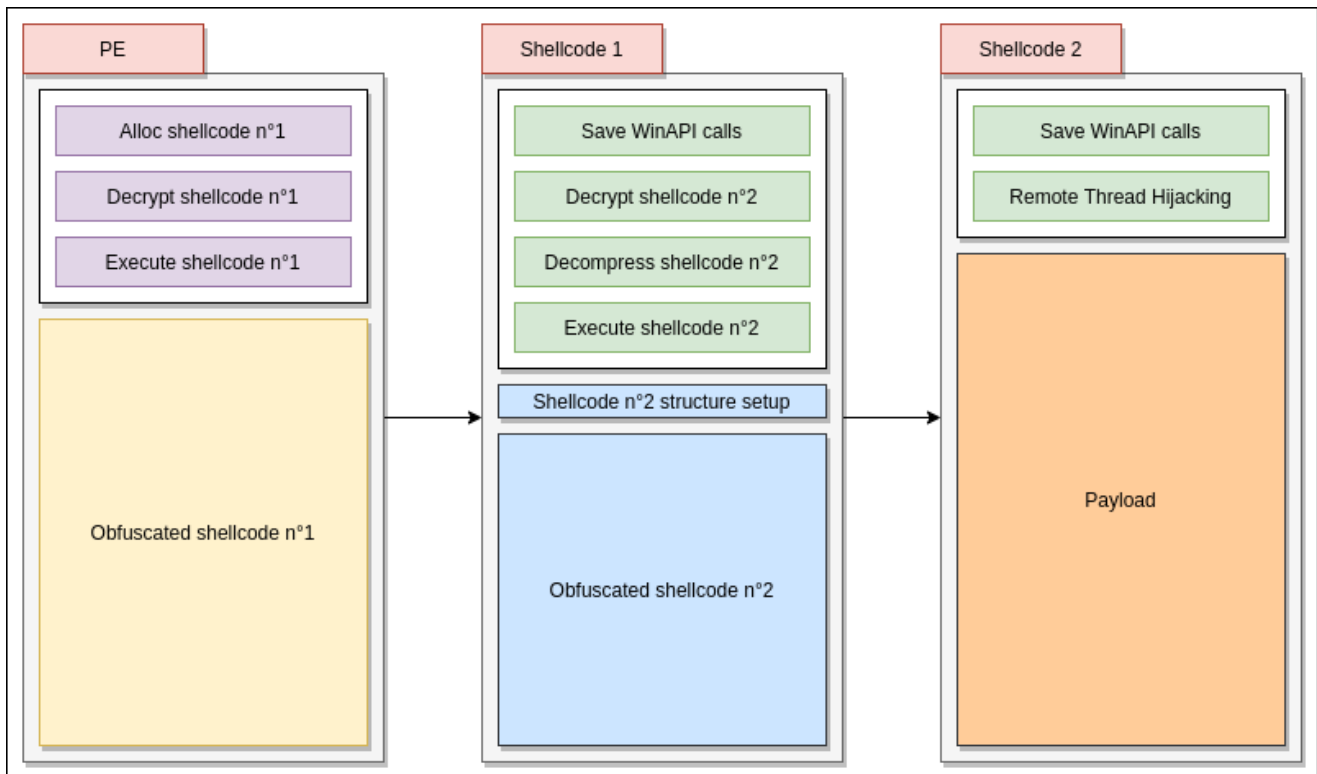 PE
Alloc shellcode n°1
Decrypt shellcode n°1
Execute shellcode n°1
Obfuscated shellcode n°1
Shellcode 1
Save WinAPI calls
Decrypt shellcode n°2
Decompress shellcode n°2
Execute shellcode n°2
Shellcode n°2 structure setup
Obfuscated shellcode n°2
Shellcode 2
Save WinAPI calls
Remote Thread Hijacking
Payload